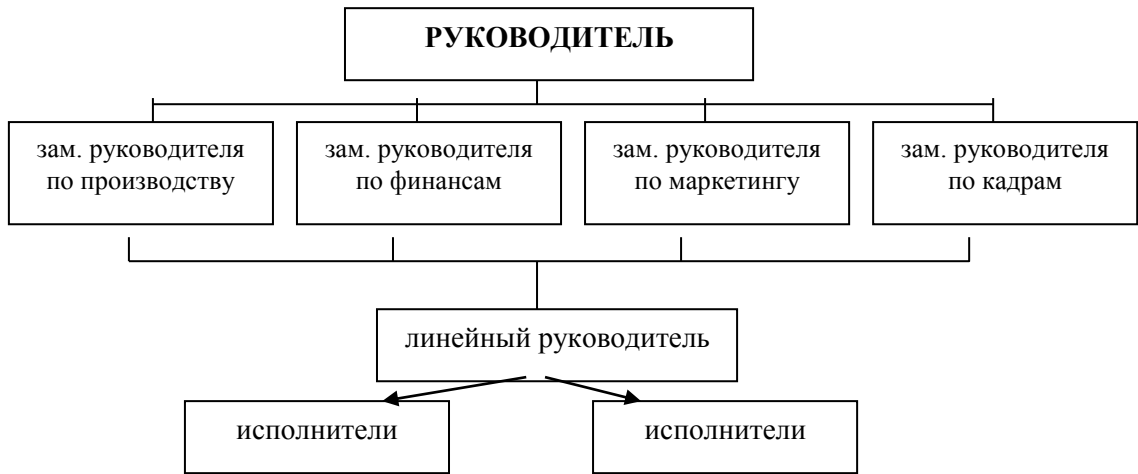 РУКОВОДИТЕЛЬ
зам. руководителя
по производству
зам. руководителя
по финансам
зам. руководителя
по маркетингу
зам. руководителя
по кадрам
линейный руководитель
исполнители
исполнители